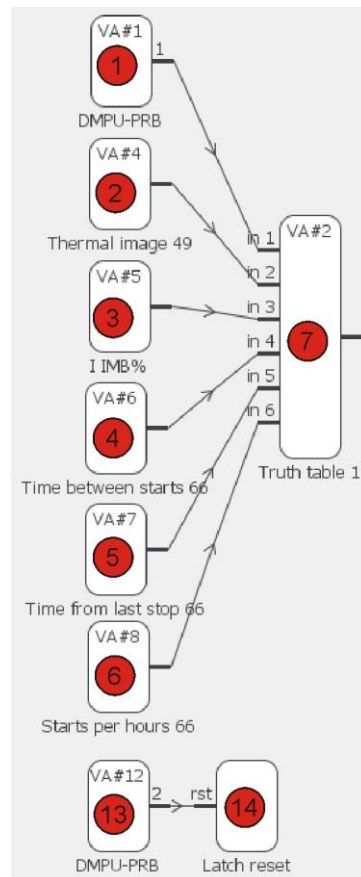 VA#1
1
1
DMPU-PRB
VA#4
2
Thermal image 49
in 1
VA#2
in 2
VA#5
3
in 3
7
I IMB%
in 4
VA#6
in 5
4
in 6
Time between starts 66
Truth table 1
VA#7
5
Time from last stop 66
VA#8
6
Starts per hours 66
VA#12
2
rst
13
14
DMPU-PRB
Latch reset